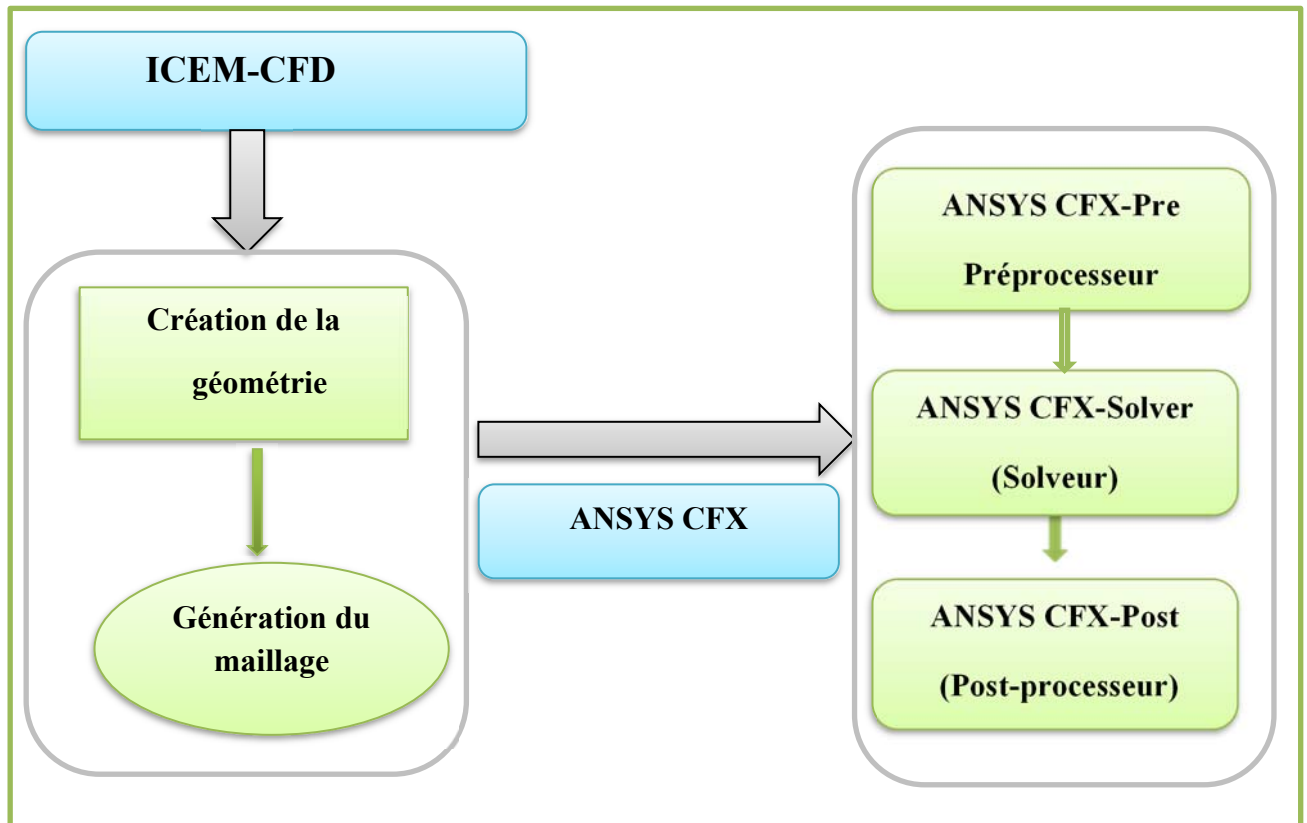 ICEM-CFD
Création de la
géométrie
Génération du
maillage
ANSYS CFX
ANSYS CFX-Pre
Préprocesseur
ANSYS CFX-Solver
(Solveur)
ANSYS CFX-Post
(Post-processeur)